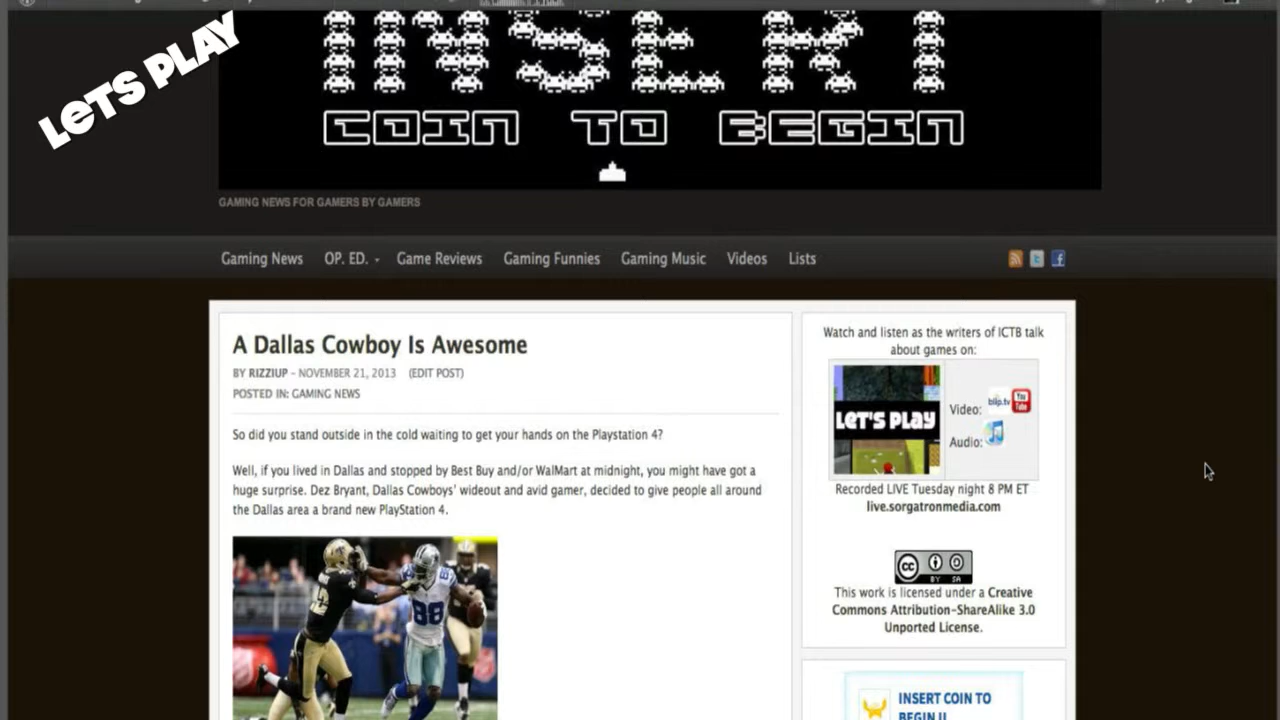 LETS PLAY
INSERT
COIN TO BEGIN
GAMING NEWS FOR GAMERS BY GAMERS
Gaming News OP. ED. Game Reviews Gaming Funnies Gaming Music Videos Lists
A Dallas Cowboy Is Awesome
BY RIZZIUP – NOVEMBER 21, 2013 (EDIT POST)
POSTED IN: GAMING NEWS
So did you stand outside in the cold waiting to get your hands on the Playstation 4?
Well, if you lived in Dallas and stopped by Best Buy and/or WalMart at midnight, you might have got a
huge surprise. Dez Bryant, Dallas Cowboys' wideout and avid gamer, decided to give people all around
the Dallas area a brand new PlayStation 4.
88
Watch and listen as the writers of ICTB talk
about games on:
LET'S PLAY
Video: blip.tv You Tube
Audio:
Recorded LIVE Tuesday night 8 PM ET
live.sorgatronmedia.com
CC BY SA
This work is licensed under a Creative
Commons Attribution-ShareAlike 3.0
Unported License.
INSERT COIN TO